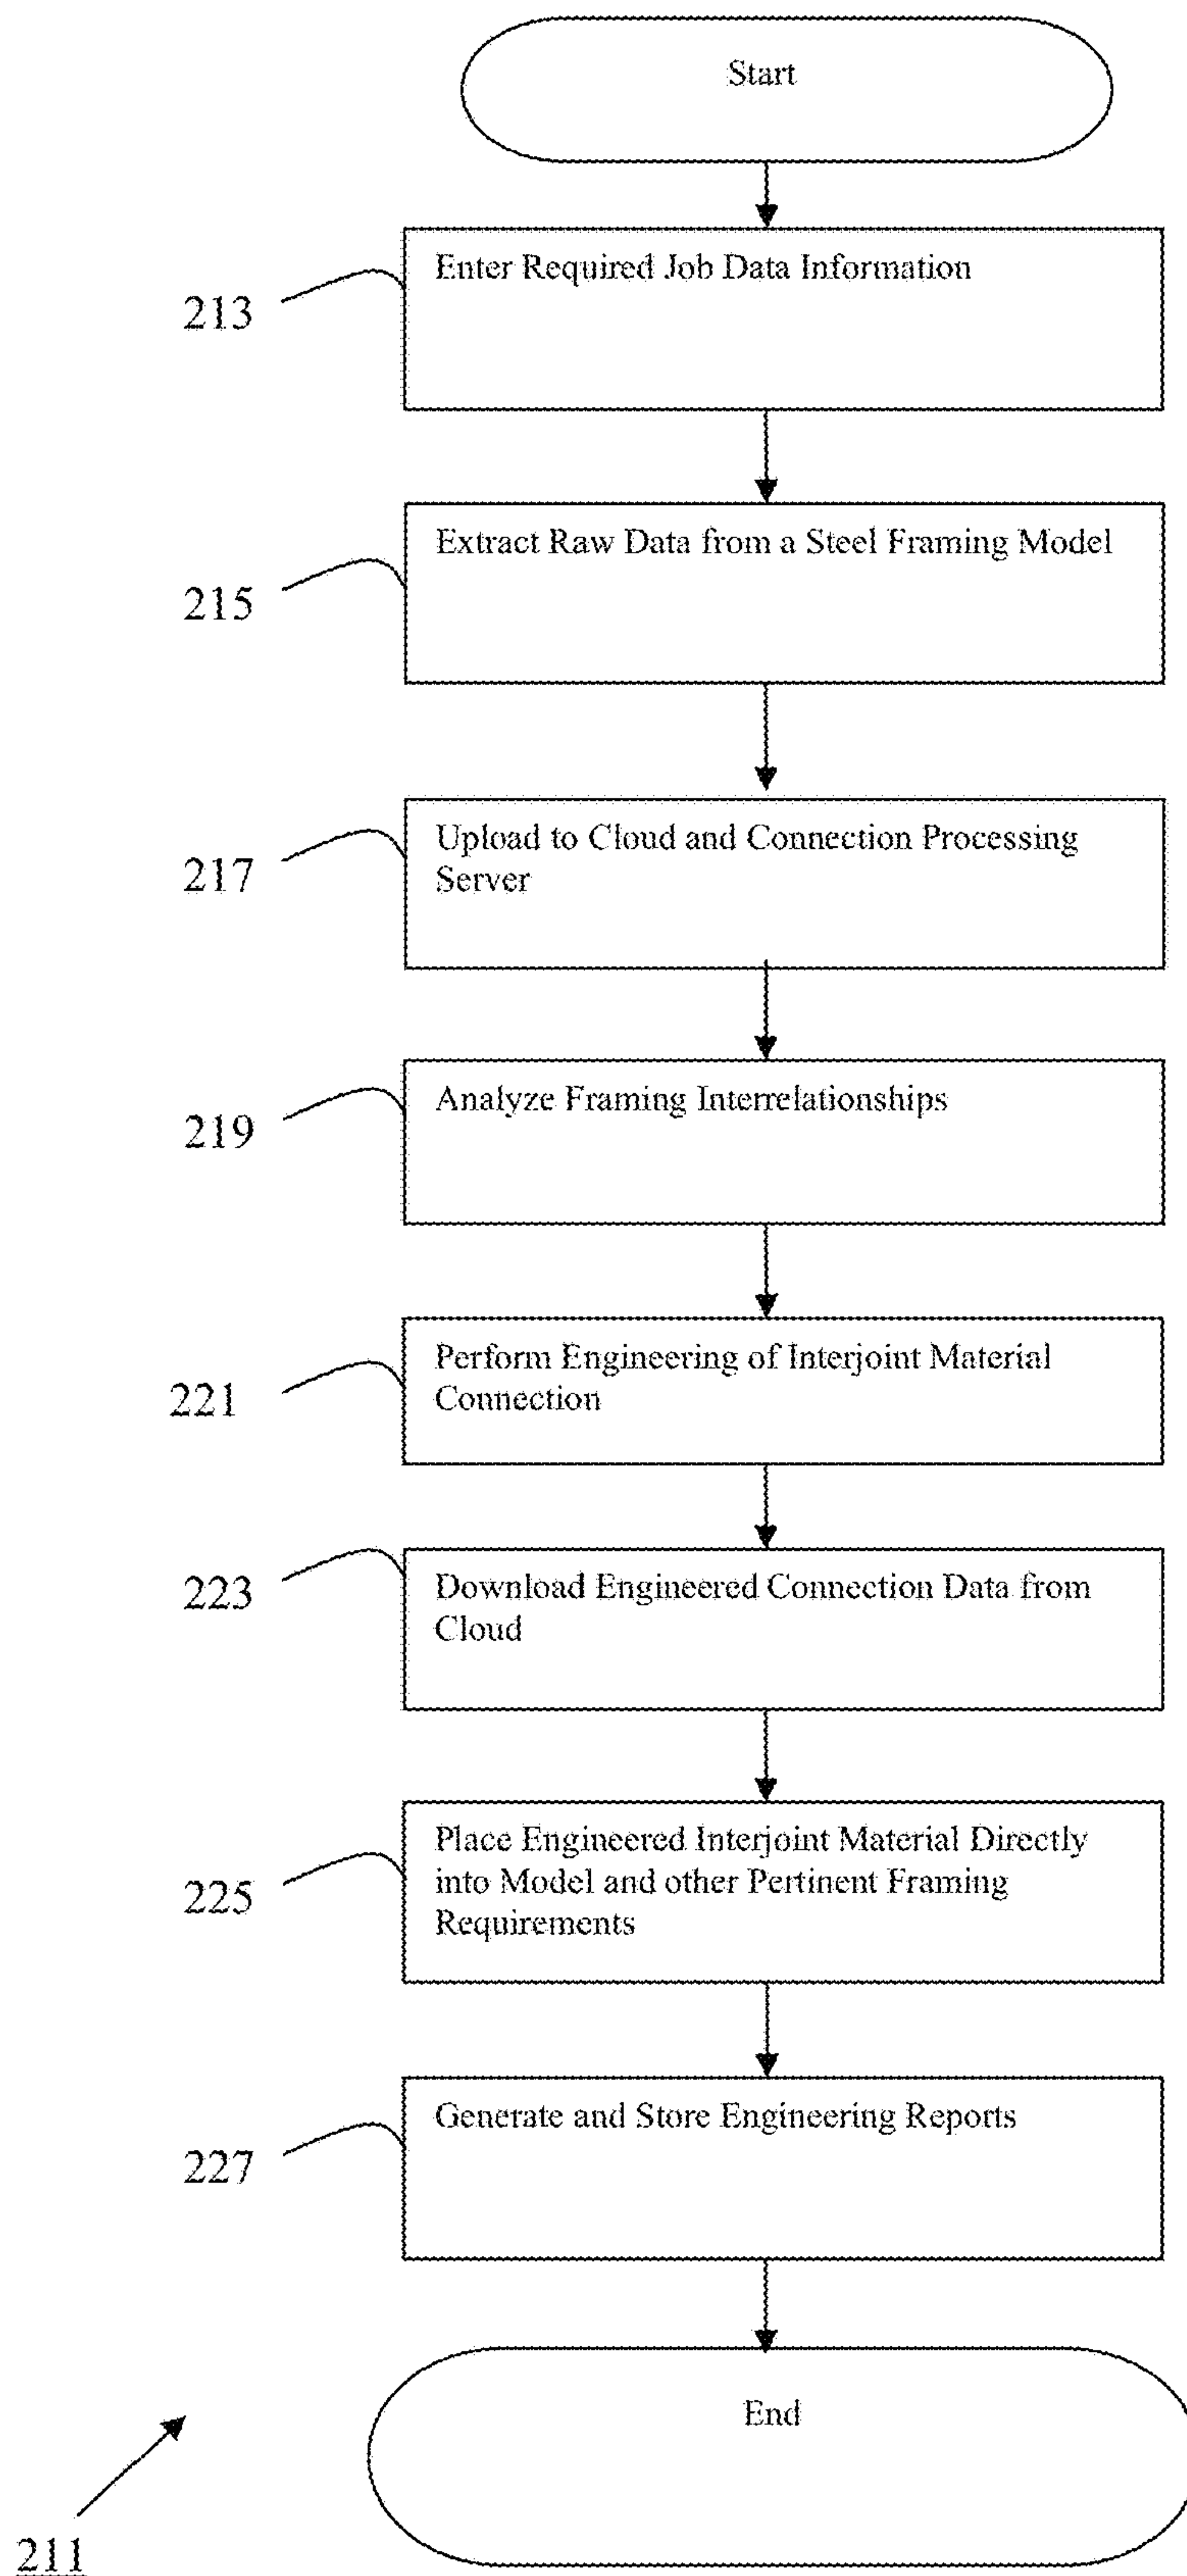 Start
213
Enter Required Job Data Information
215
Extract Raw Data from a Steel Framing Model
217
Upload to Cloud and Connection Processing
Server
219
Analyze Framing Interrelationships
221
Perform Engineering of Interjoint Material
Connection
223
Download Engineered Connection Data from
Cloud
225
Place Engineered Interjoint Material Directly
into Model and other Pertinent Framing
Requirements
227
Generate and Store Engineering Reports
End
211